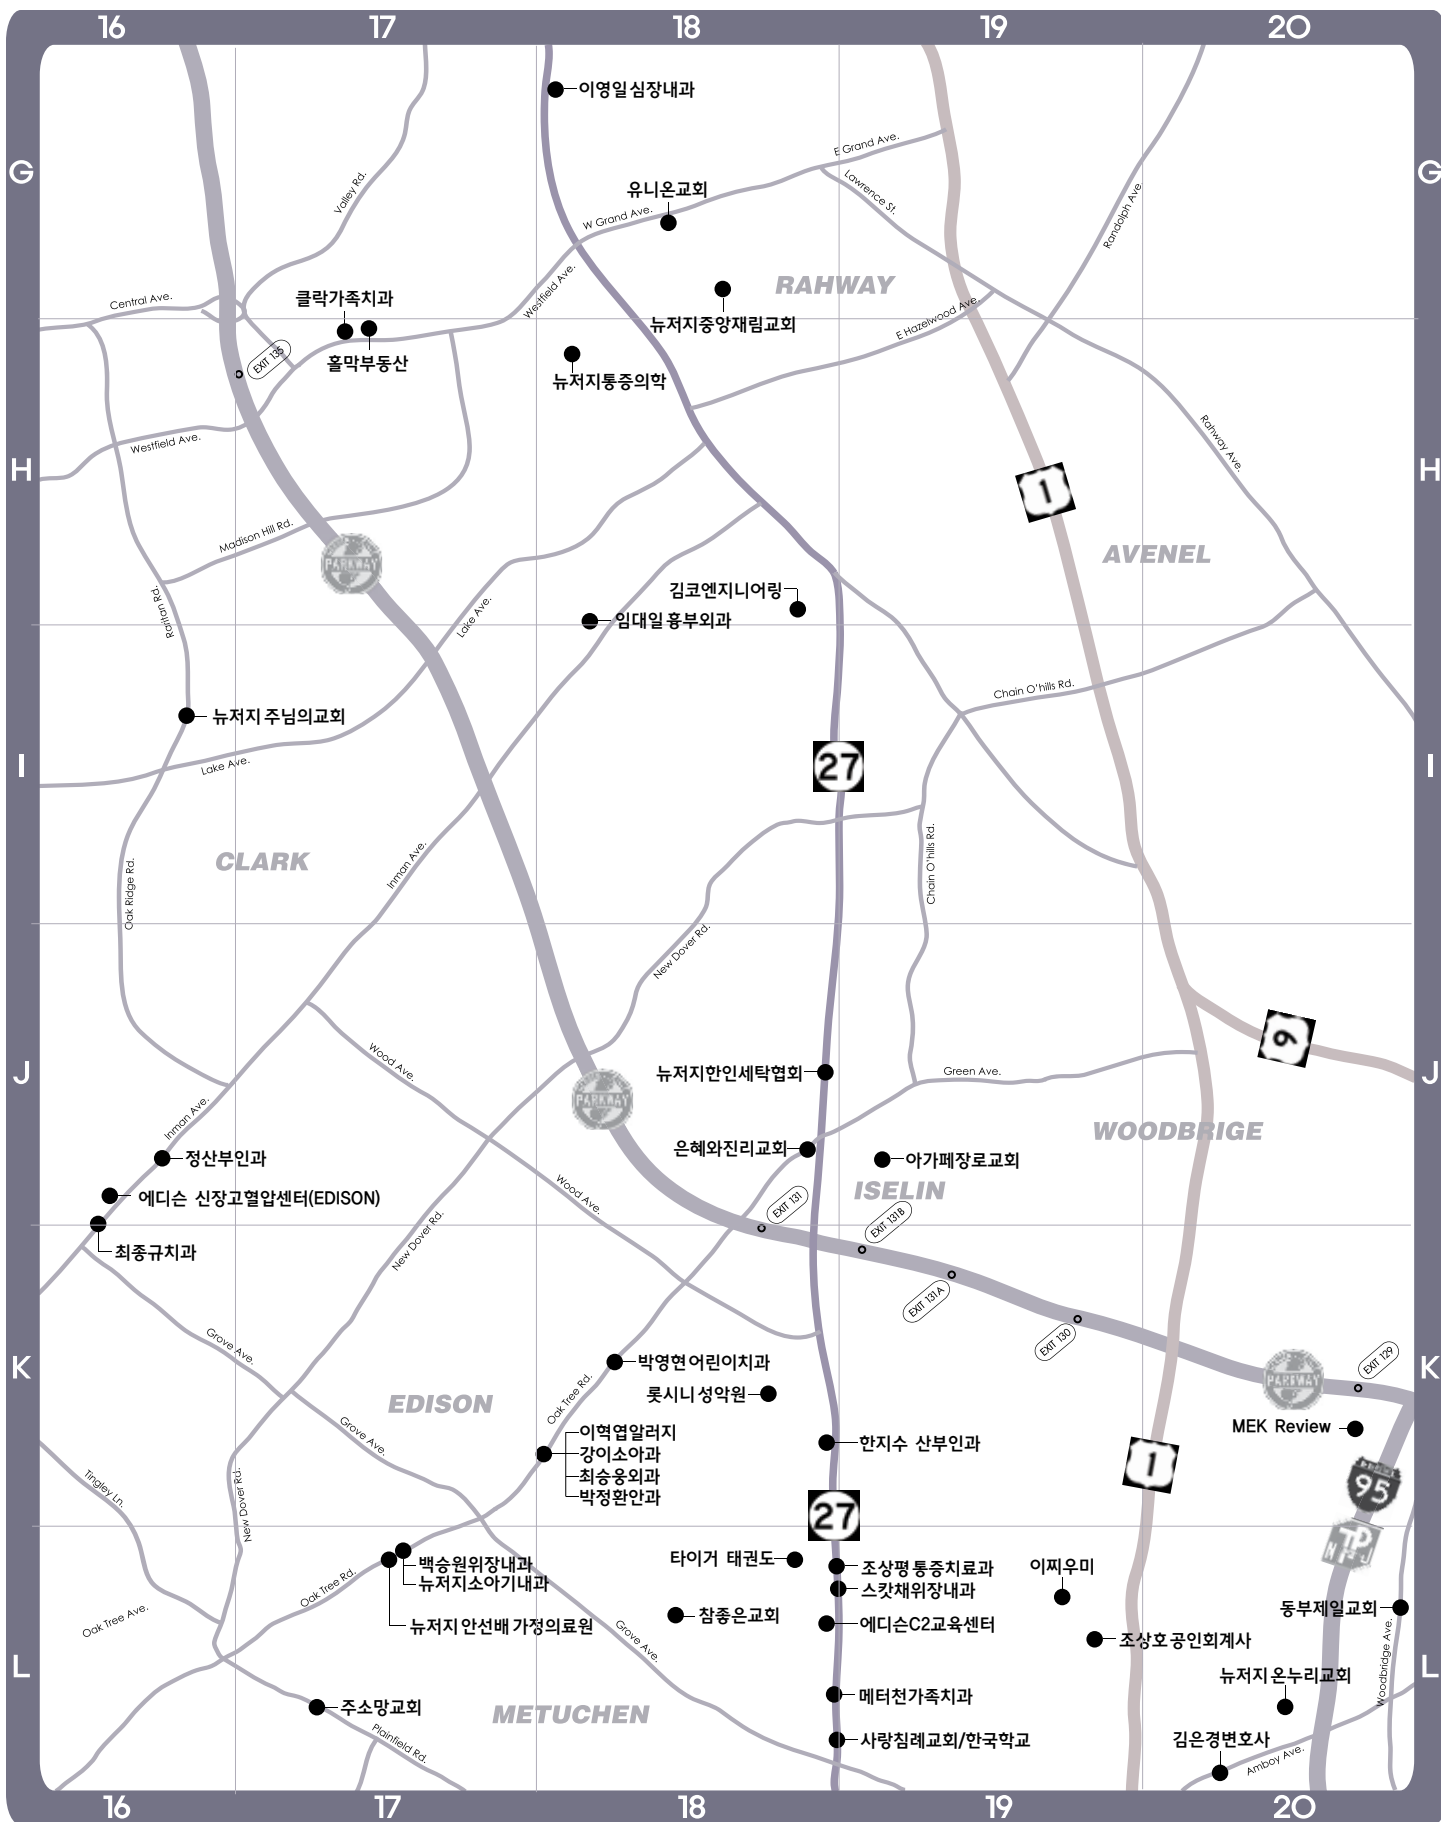 16 17 18 19 20
이영일심장내과
G
G
E Grand Ave.
Valley Rd.
유니온교회
Lawrence St.
W Grand Ave.
Randolph Ave
Westfield Ave.
RAHWAY
Central Ave.
클락가족치과
뉴저지중앙재림교회
E Hazelwood Ave.
EXIT 135
홀막부동산
뉴저지통증의학
Westfield Ave.
Rahway Ave.
H
H
1
Madison Hill Rd.
PARKWAY
AVENEL
김코엔지니어링
Raritan Rd.
Lake Ave.
임대일흉부외과
Chain O'hills Rd.
뉴저지 주님의교회
I
I
Lake Ave.
27
CLARK
Inman Ave.
Chain O'hills Rd.
Oak Ridge Rd.
New Dover Rd.
9
Wood Ave.
J
J
뉴저지한인세탁협회
Green Ave.
PARKWAY
Inman Ave.
WOODBRIGE
은혜와진리교회
정산부인과
아가페장로교회
에디슨 신장고혈압센터(EDISON)
Wood Ave.
ISELIN
EXIT 131
EXIT 131B
New Dover Rd.
최종규치과
EXIT 131A
EXIT 130
Grove Ave.
EXIT 129
K
K
박영현어린이치과
PARKWAY
롯시니성악원
EDISON
Oak Tree Rd.
MEK Review
Grove Ave.
이혁엽알러지
강이소아과
최승웅외과
박정환안과
한지수 산부인과
1
Tingley Ln.
New Dover Rd.
95
27
NPJ
TP
백승원위장내과
뉴저지소아기내과
타이거 태권도
조상평통증치료과
이찌우미
스캇채위장내과
Oak Tree Rd.
Oak Tree Ave.
참좋은교회
동부제일교회
뉴저지안선배가정의료원
에디슨C2교육센터
Grove Ave.
조상호공인회계사
L
L
뉴저지온누리교회
Woodbridge Ave.
메터천가족치과
주소망교회
METUCHEN
Plainfield Rd.
사랑침례교회/한국학교
김은경변호사
Amboy Ave.
16 17 18 19 20